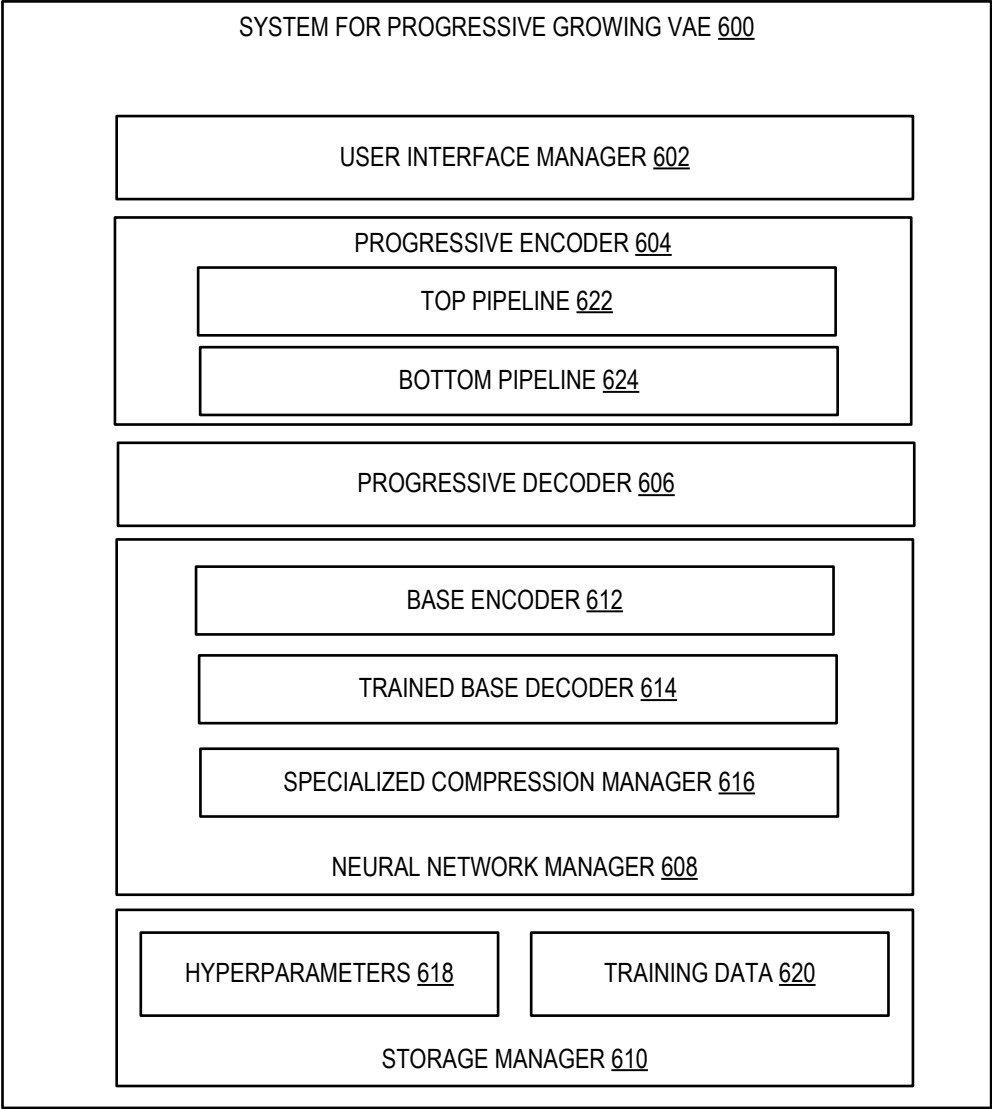 SYSTEM FOR PROGRESSIVE GROWING VAE 600
USER INTERFACE MANAGER 602
PROGRESSIVE ENCODER 604
TOP PIPELINE 622
BOTTOM PIPELINE 624
PROGRESSIVE DECODER 606
BASE ENCODER 612
TRAINED BASE DECODER 614
SPECIALIZED COMPRESSION MANAGER 616
NEURAL NETWORK MANAGER 608
HYPERPARAMETERS 618
TRAINING DATA 620
STORAGE MANAGER 610